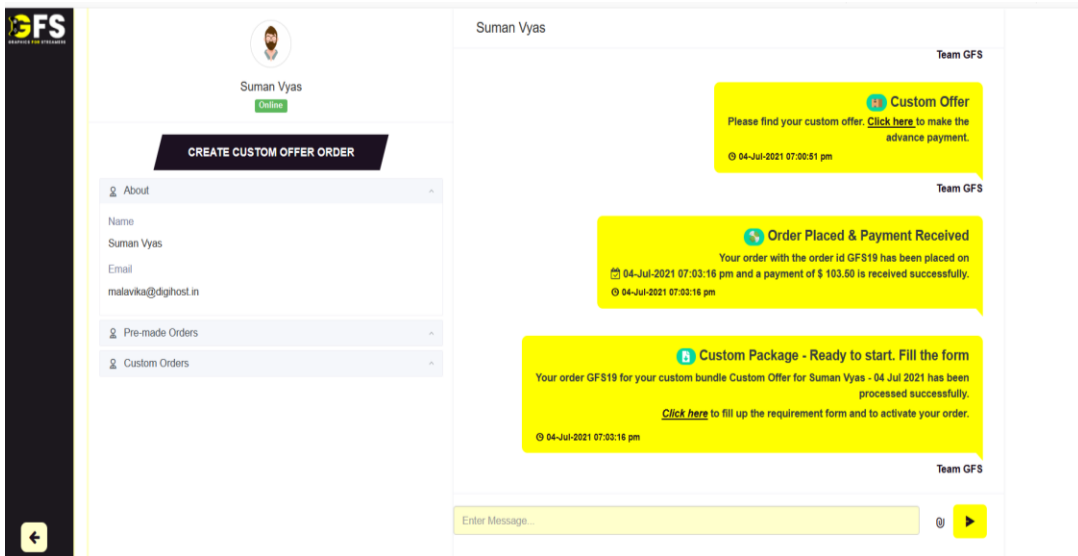 GFS
GRAPHICS FOR STREAMERS
Suman Vyas
Online
CREATE CUSTOM OFFER ORDER
About
Name
Suman Vyas
Email
malavika@digihost.in
Pre-made Orders
Custom Orders
Suman Vyas
Team GFS
Custom Offer
Please find your custom offer. Click here to make the
advance payment.
04-Jul-2021 07:00:51 pm
Team GFS
Order Placed & Payment Received
Your order with the order id GFS19 has been placed on
04-Jul-2021 07:03:16 pm and a payment of $ 103.50 is received successfully.
04-Jul-2021 07:03:16 pm
Custom Package - Ready to start. Fill the form
Your order GFS19 for your custom bundle Custom Offer for Suman Vyas - 04 Jul 2021 has been
processed successfully.
Click here to fill up the requirement form and to activate your order.
04-Jul-2021 07:03:16 pm
Team GFS
Enter Message...